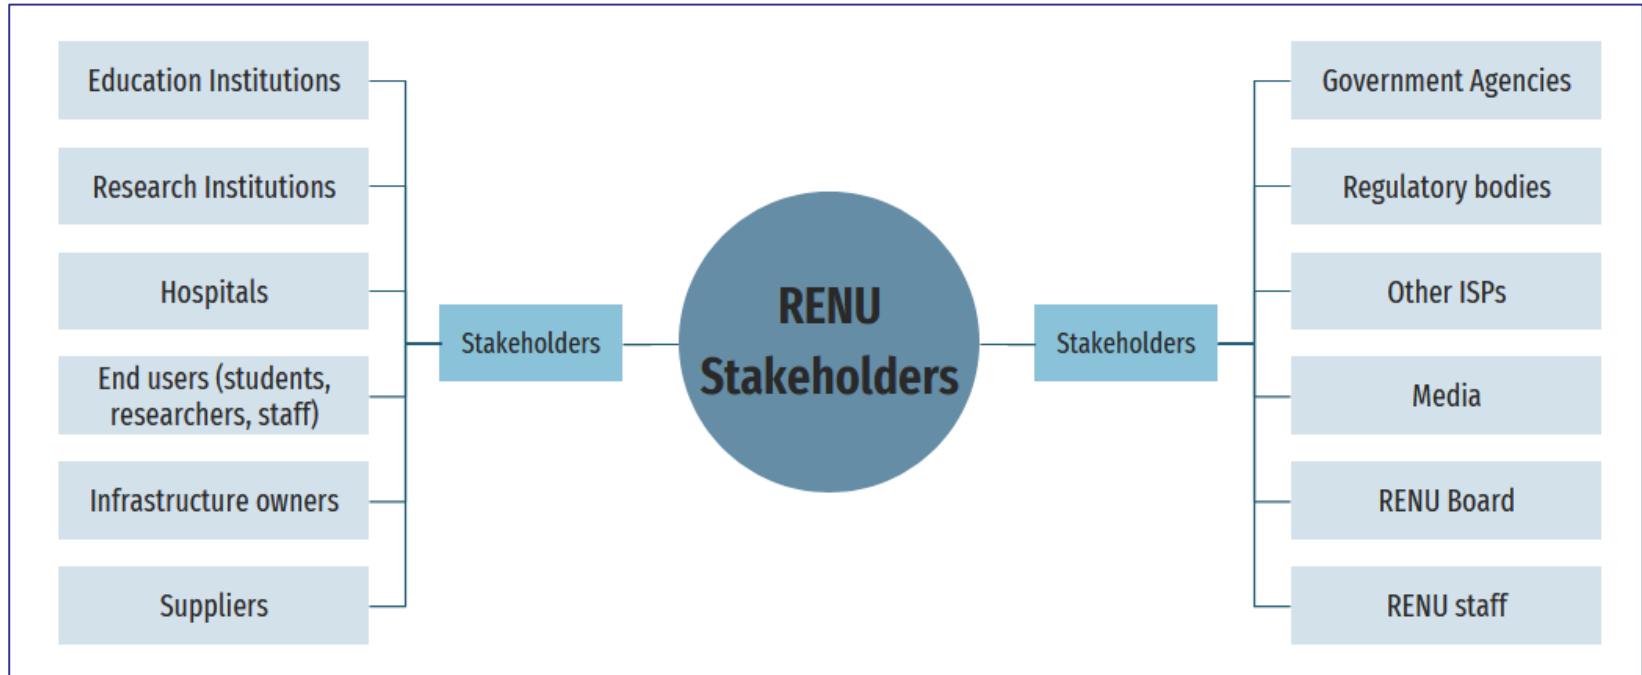 Education Institutions
Research Institutions
Hospitals
End users (students,
researchers, staff)
Infrastructure owners
Suppliers
Stakeholders
RENU
Stakeholders
Stakeholders
Government Agencies
Regulatory bodies
Other ISPs
Media
RENU Board
RENU staff